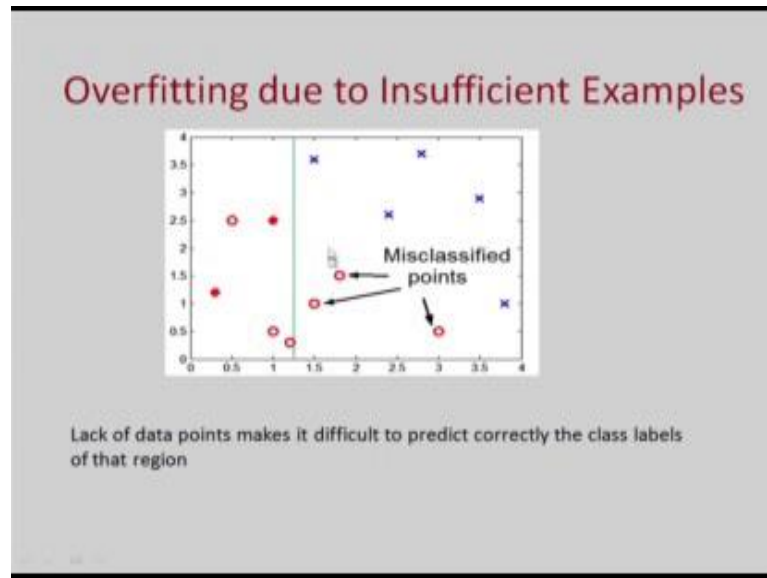 Overfitting due to Insufficient Examples
4
3.5
3
2.5
2
1.5
1
0.5
0
Misclassified
points
0 0.5 1 1.5 2 2.5 3 3.5 4
Lack of data points makes it difficult to predict correctly the class labels
of that region